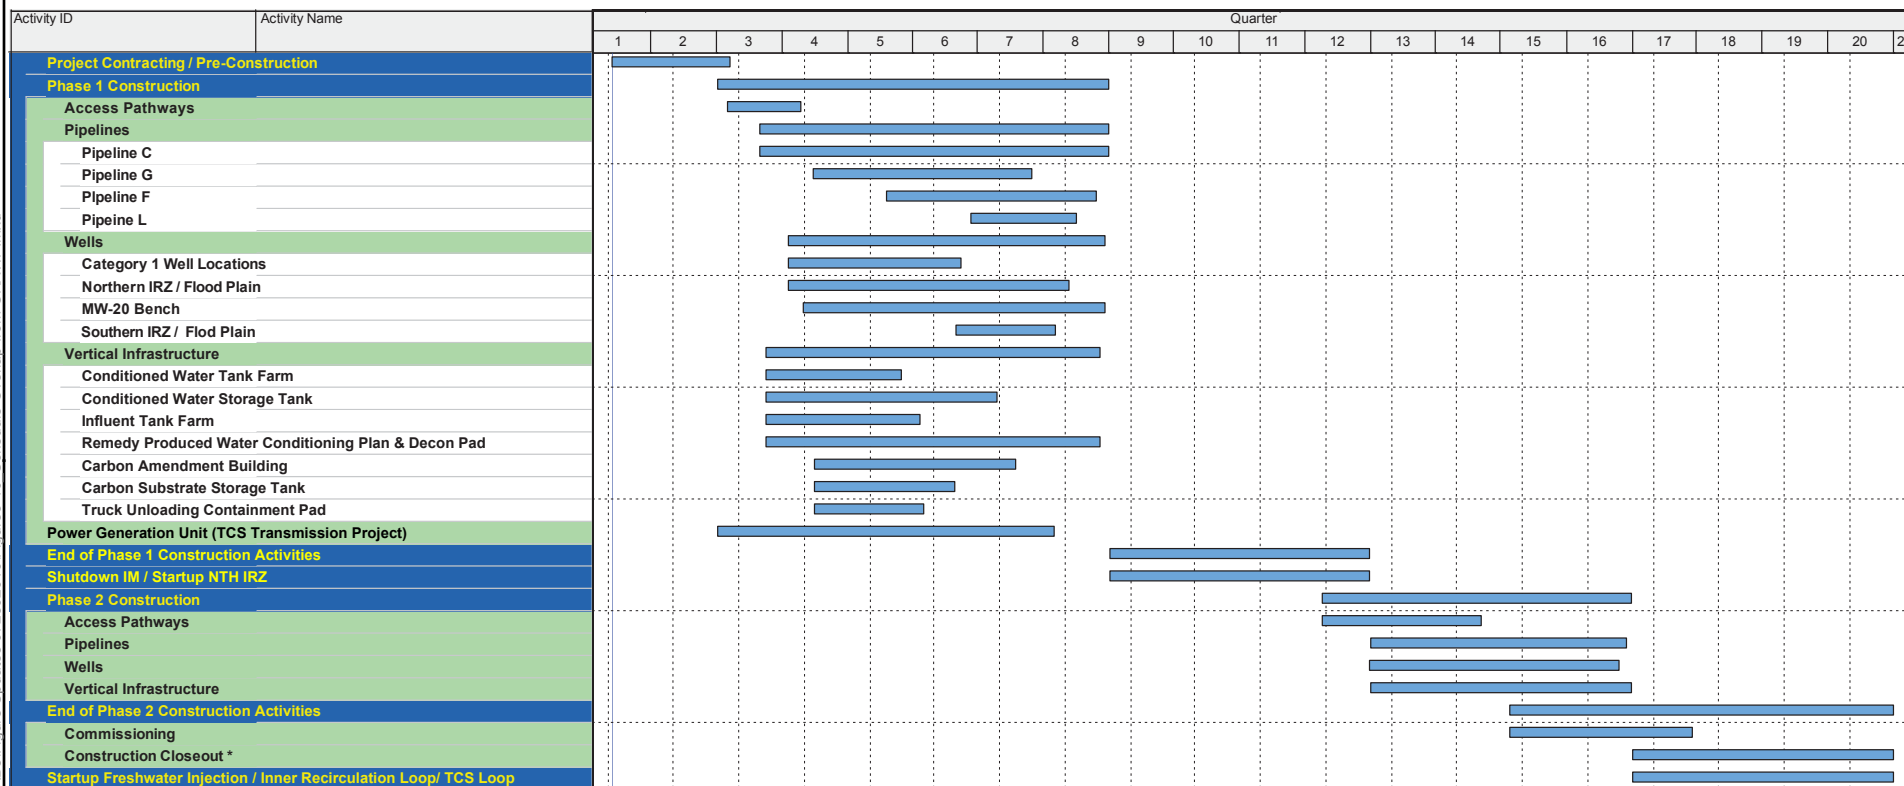 Activity ID Activity Name Quarter
1 2 3 4 5 6 7 8 9 10 11 12 13 14 15 16 17 18 19 20 2
Project Contracting / Pre-Construction
Phase 1 Construction
Access Pathways
Pipelines
Pipeline C
Pipeline G
PIpeline F
Pipeine L
Wells
Category 1 Well Locations
Northern IRZ / Flood Plain
MW-20 Bench
Southern IRZ / Flod Plain
Vertical Infrastructure
Conditioned Water Tank Farm
Conditioned Water Storage Tank
Influent Tank Farm
Remedy Produced Water Conditioning Plan & Decon Pad
Carbon Amendment Building
Carbon Substrate Storage Tank
Truck Unloading Containment Pad
Power Generation Unit (TCS Transmission Project)
End of Phase 1 Construction Activities
Shutdown IM / Startup NTH IRZ
Phase 2 Construction
Access Pathways
Pipelines
Wells
Vertical Infrastructure
End of Phase 2 Construction Activities
Commissioning
Construction Closeout *
Startup Freshwater Injection / Inner Recirculation Loop/ TCS Loop